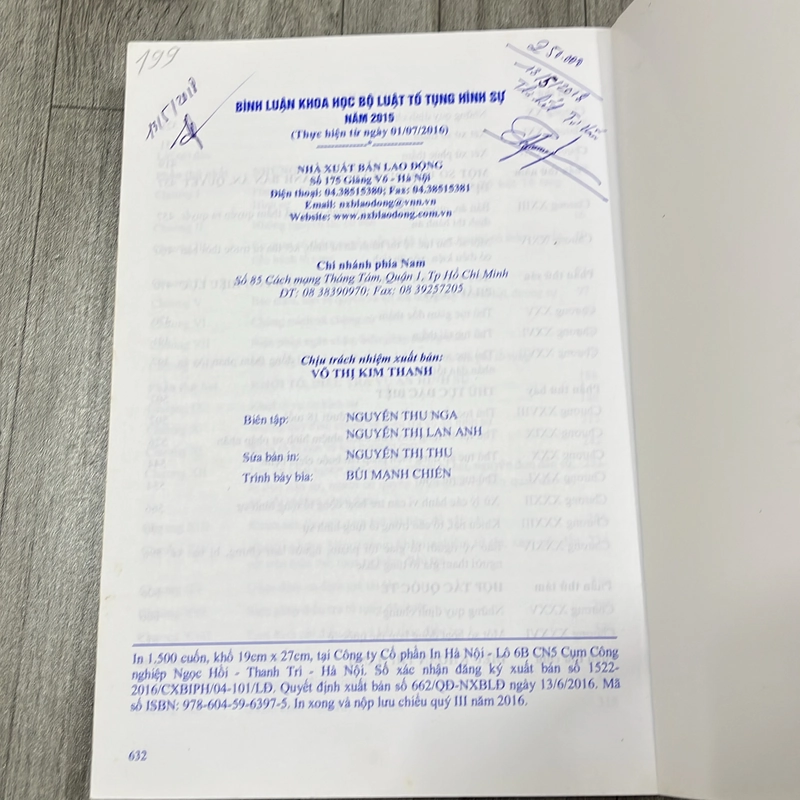 199
13/5/2018
251.000
18/5/2018
BÌNH LUẬN KHOA HỌC BỘ LUẬT TỐ TỤNG HÌNH SỰ
NĂM 2015
(Thực hiện từ ngày 01/07/2016)
NHÀ XUẤT BẢN LAO ĐỘNG
Số 175 Giảng Võ - Hà Nội
Điện thoại: 04.38515380; Fax: 04.38515381
Email: nxblaodong@vnn.vn
Website: www.nxblaodong.com.vn
Chi nhánh phía Nam
Số 85 Cách mạng Tháng Tám, Quận 1, Tp Hồ Chí Minh
ĐT: 08 38390970; Fax: 08 39257205
Chịu trách nhiệm xuất bản:
VÕ THỊ KIM THANH
Biên tập: NGUYỄN THU NGA
NGUYỄN THỊ LAN ANH
Sửa bản in: NGUYỄN THỊ THU
Trình bày bìa: BÙI MẠNH CHIẾN
In 1.500 cuốn, khổ 19cm x 27cm, tại Công ty Cổ phần In Hà Nội - Lô 6B CN5 Cụm Công
nghiệp Ngọc Hồi - Thanh Trì - Hà Nội. Số xác nhận đăng ký xuất bản số 1522-
2016/CXBIPH/04-101/LĐ. Quyết định xuất bản số 662/QĐ-NXBLĐ ngày 13/6/2016. Mã
số ISBN: 978-604-59-6397-5. In xong và nộp lưu chiểu quý III năm 2016.
632